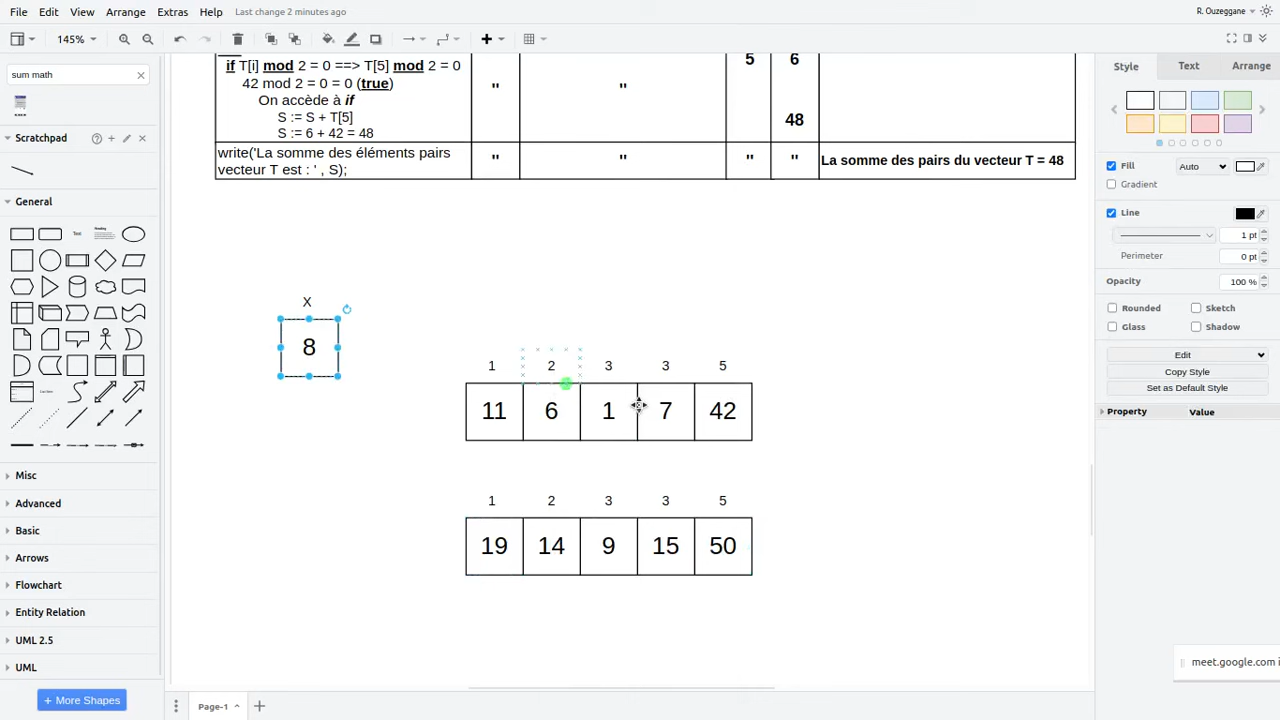 File Edit View Arrange Extras Help Last change 2 minutes ago R. Ouzeggane
145%
sum math
Scratchpad
General
Text
Heading
List Item
Misc
Advanced
Basic
Arrows
Flowchart
Entity Relation
UML 2.5
UML
+ More Shapes
if T[i] mod 2 = 0 ==> T[5] mod 2 = 0
42 mod 2 = 0 = 0 (true)
On accède à if
S := S + T[5]
S := 6 + 42 = 48
" " 5 6
48
write('La somme des éléments pairs
vecteur T est : ' , S);
" " " " La somme des pairs du vecteur T = 48
X
8
1 2 3 3 5
11 6 1 7 42
1 2 3 3 5
19 14 9 15 50
Page-1
Style Text Arrange
Fill Auto
Gradient
Line
1 pt
Perimeter 0 pt
Opacity 100 %
Rounded Sketch
Glass Shadow
Edit
Copy Style
Set as Default Style
Property Value
meet.google.com i